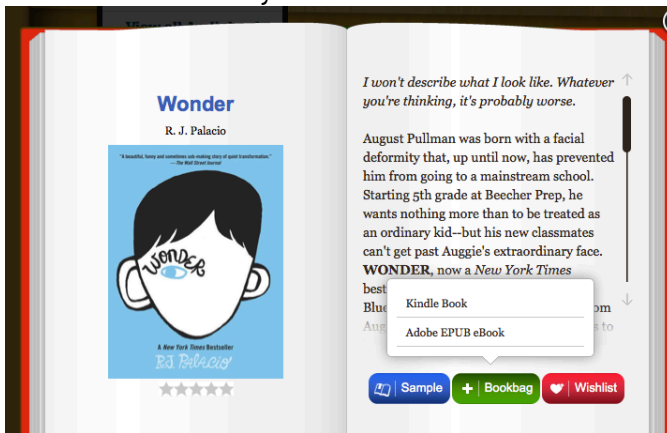 Wonder
R. J. Palacio
"A beautiful, funny and sometimes sob-making story of quiet transformation."
—The Wall Street Journal
WONDER
A New York Times Bestseller
R.J. PALACIO
I won't describe what I look like. Whatever
you're thinking, it's probably worse.
August Pullman was born with a facial
deformity that, up until now, has prevented
him from going to a mainstream school.
Starting 5th grade at Beecher Prep, he
wants nothing more than to be treated as
an ordinary kid--but his new classmates
can't get past Auggie's extraordinary face.
WONDER, now a New York Times
Kindle Book
Adobe EPUB eBook
Sample
Bookbag
Wishlist